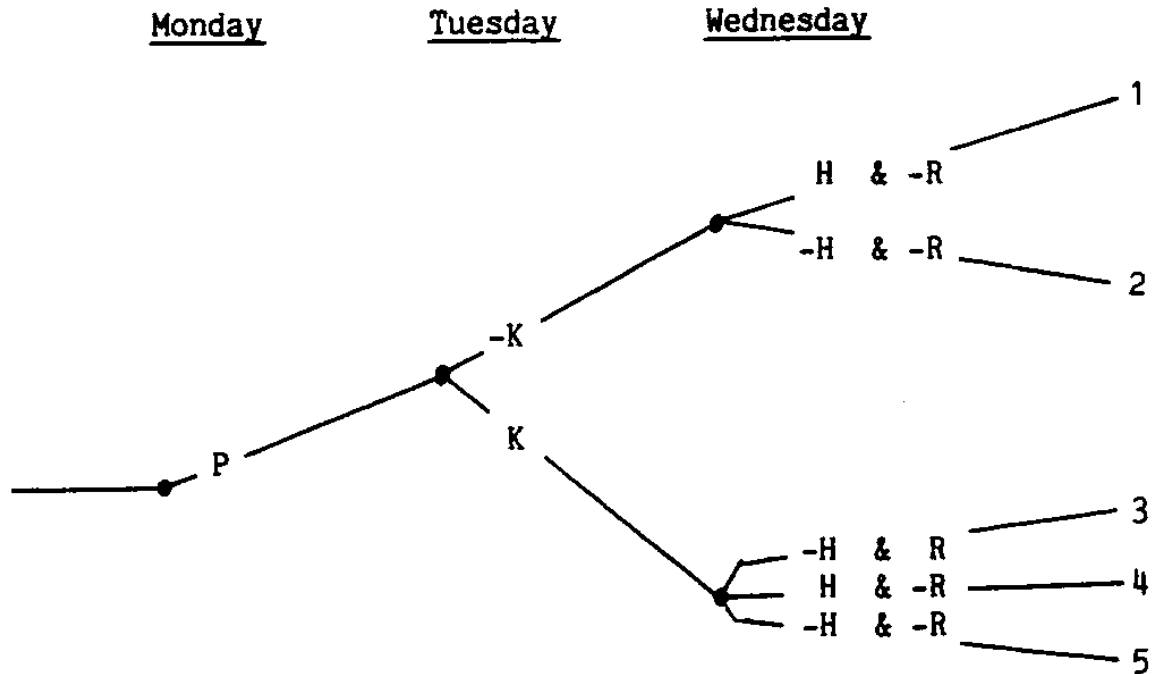 Monday Tuesday Wednesday
1
H & -R
-H & -R
2
-K
K
P
3
-H & R
H & -R 4
-H & -R
5